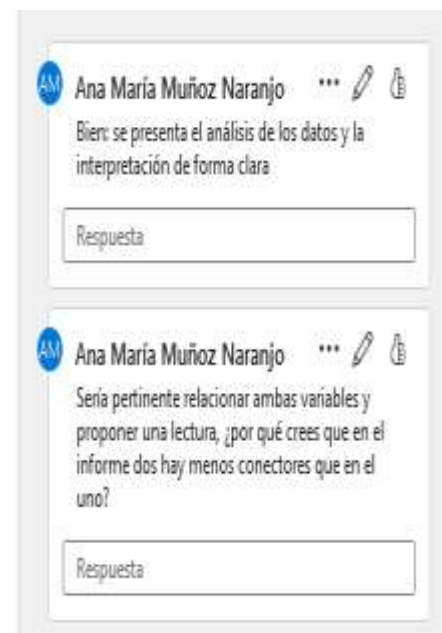 AM Ana María Muñoz Naranjo
Bien: se presenta el análisis de los datos y la
interpretación de forma clara
Respuesta
AM Ana María Muñoz Naranjo
Sería pertinente relacionar ambas variables y
proponer una lectura, ¿por qué crees que en el
informe dos hay menos conectores que en el
uno?
Respuesta